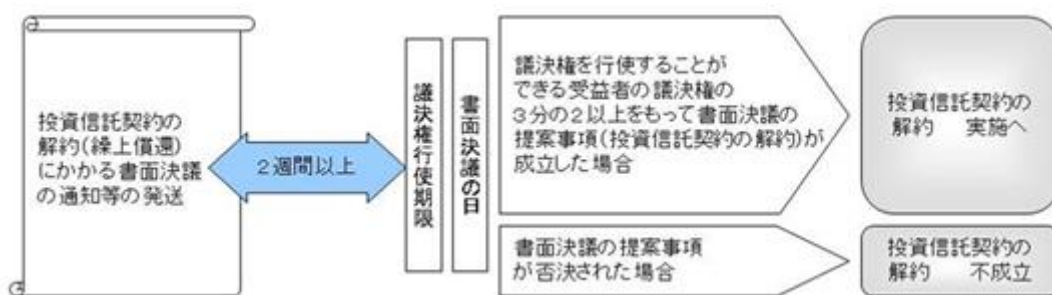 投資信託契約の
解約(繰上償還)
にかかる書面決議
の通知等の発送
2週間以上
議決権行使期限
書面決議の日
議決権を行使することが
できる受益者の議決権の
3分の2以上をもって書面決議の
提案事項(投資信託契約の解約)が
成立した場合
投資信託契約の
解約 実施へ
書面決議の提案事項
が否決された場合
投資信託契約の
解約 不成立